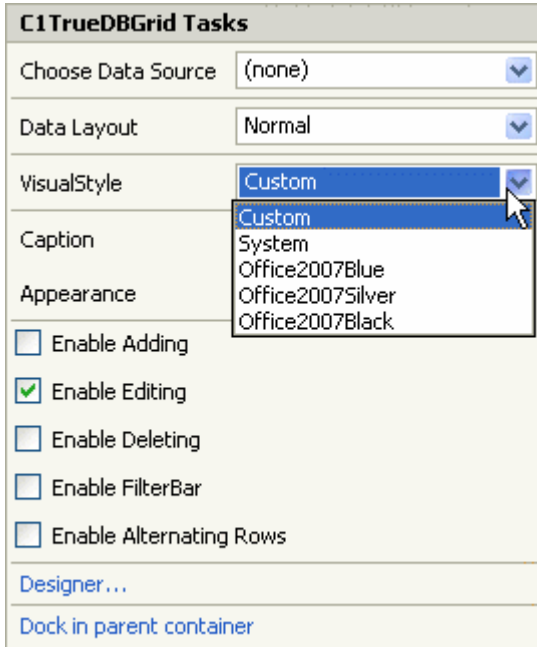 C1TrueDBGrid Tasks
Choose Data Source (none)
Data Layout Normal
VisualStyle Custom
Custom
System
Office2007Blue
Caption
Office2007Silver
Appearance
Office2007Black
Enable Adding
Enable Editing
Enable Deleting
Enable FilterBar
Enable Alternating Rows
Designer...
Dock in parent container